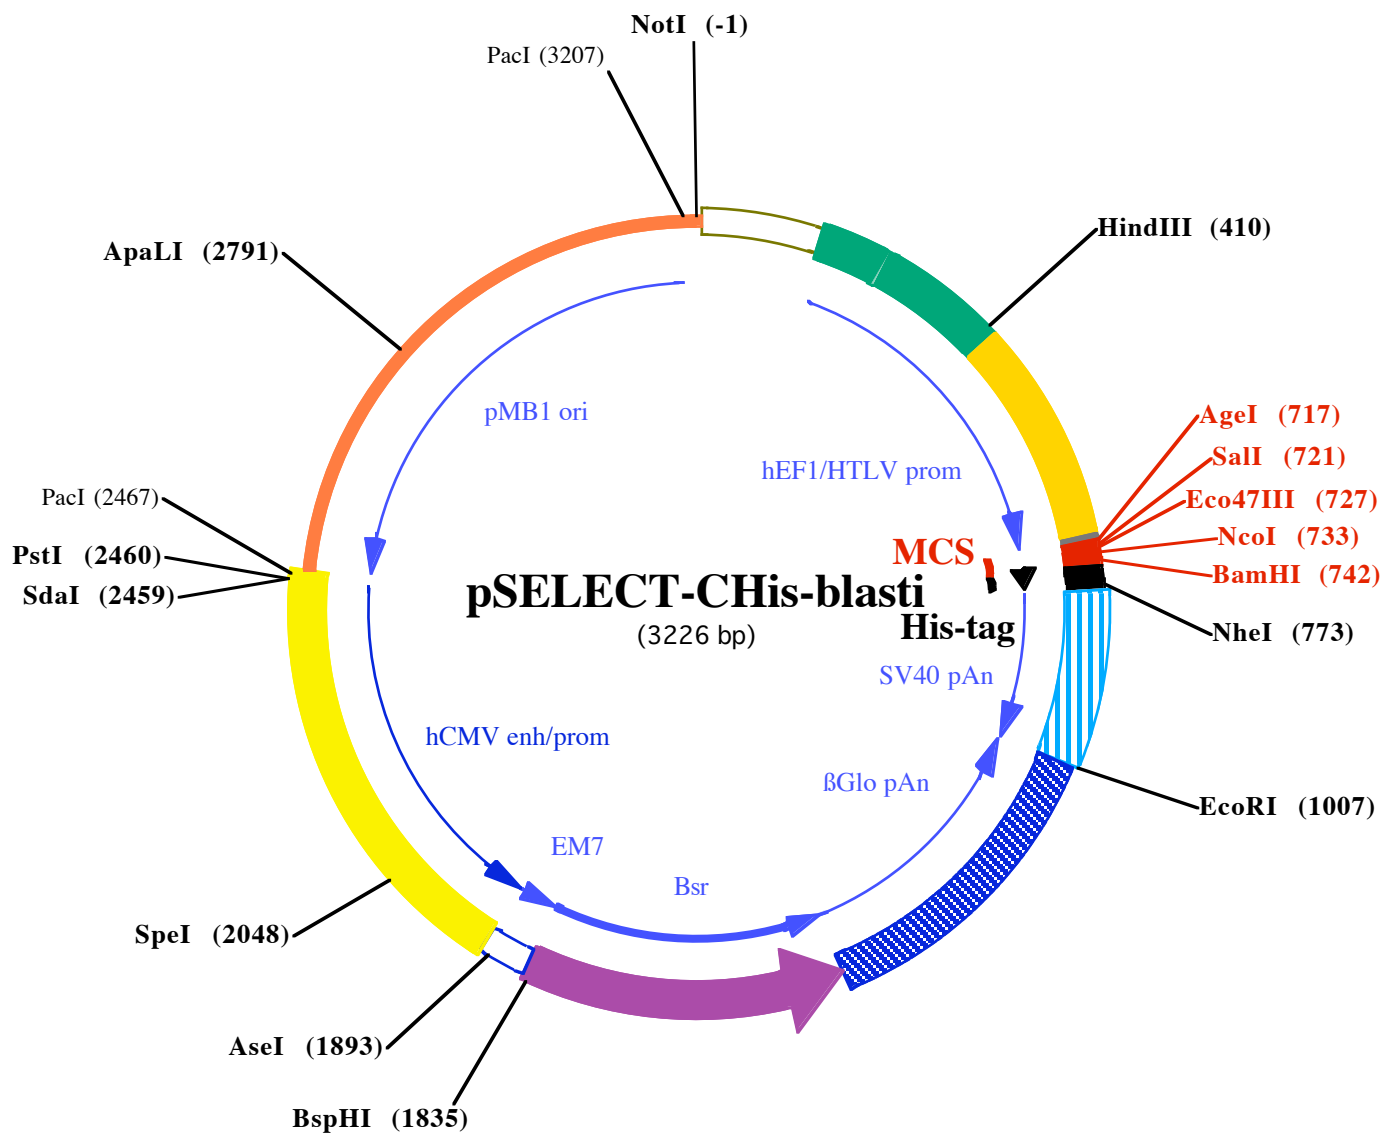 NotI (-1)
PacI (3207)
HindIII (410)
ApaLI (2791)
pMB1 ori
AgeI (717)
SalI (721)
hEF1/HTLV prom
PacI (2467)
Eco47III (727)
NcoI (733)
MCS
PstI (2460)
BamHI (742)
SdaI (2459)
pSELECT-CHis-blasti
His-tag
(3226 bp)
NheI (773)
SV40 pAn
hCMV enh/prom
ßGlo pAn
EcoRI (1007)
EM7
Bsr
SpeI (2048)
AseI (1893)
BspHI (1835)